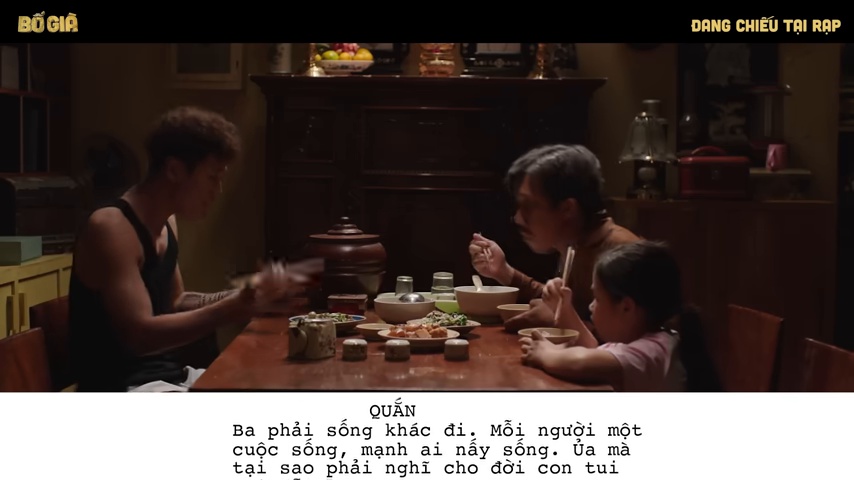 BỐ GIÀ
ĐANG CHIẾU TẠI RẠP
QUẮN
Ba phải sống khác đi. Mỗi người một
cuộc sống, mạnh ai nấy sống. Ủa mà
tại sao phải nghĩ cho đời con tui